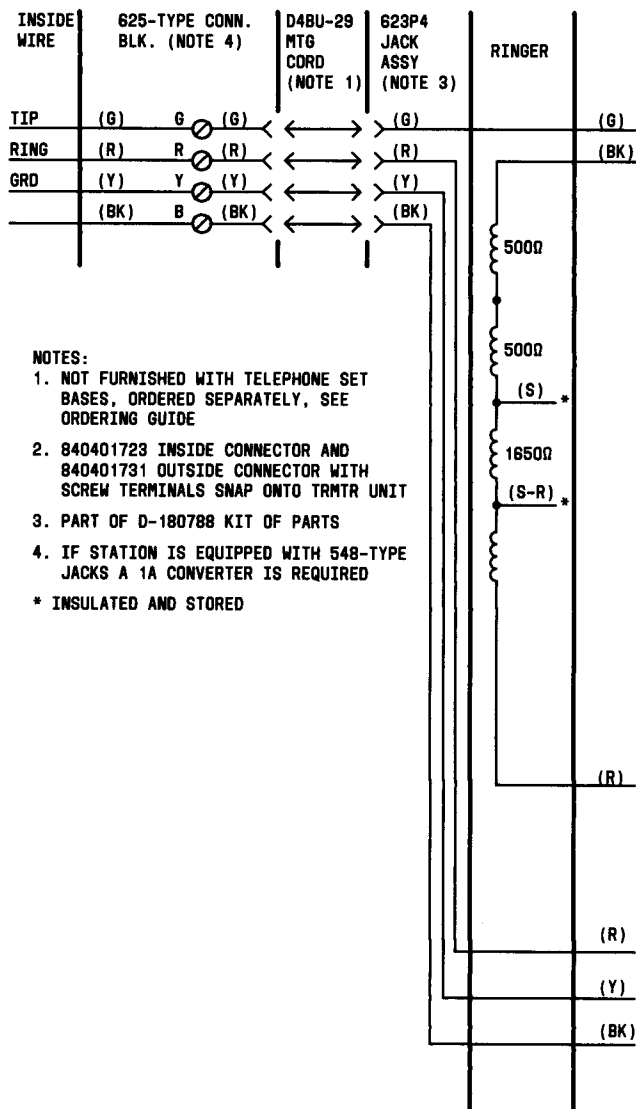 INSIDE WIRE
625-TYPE CONN. BLK. (NOTE 4)
D4BU-29 MTG CORD (NOTE 1)
623P4 JACK ASSY (NOTE 3)
RINGER
TIP (G) G (G) (G) (G)
RING (R) R (R) (R) (BK)
GRD (Y) Y (Y) (Y)
(BK) B (BK) (BK)
500Ω
500Ω
(S) *
1650Ω
(S-R) *
NOTES:
1. NOT FURNISHED WITH TELEPHONE SET
BASES, ORDERED SEPARATELY, SEE
ORDERING GUIDE
2. 840401723 INSIDE CONNECTOR AND
840401731 OUTSIDE CONNECTOR WITH
SCREW TERMINALS SNAP ONTO TRMTR UNIT
3. PART OF D-180788 KIT OF PARTS
4. IF STATION IS EQUIPPED WITH 548-TYPE
JACKS A 1A CONVERTER IS REQUIRED
* INSULATED AND STORED
(R)
(R)
(Y)
(BK)